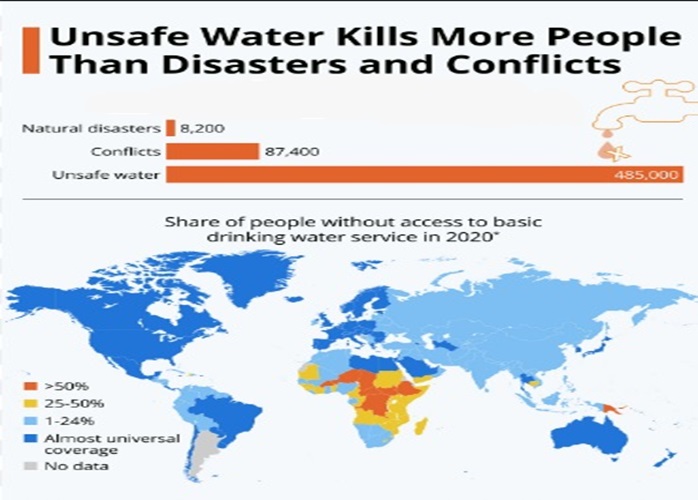 Unsafe Water Kills More People
Than Disasters and Conflicts
Natural disasters 8,200
Conflicts 87,400
Unsafe water 485,000
Share of people without access to basic
drinking water service in 2020*
>50%
25-50%
1-24%
Almost universal
coverage
No data